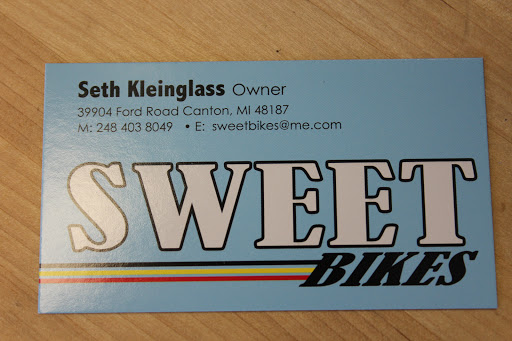 Seth Kleinglass Owner
39904 Ford Road Canton, MI 48187
M: 248 403 8049 • E: sweetbikes@me.com
SWEET
BIKES